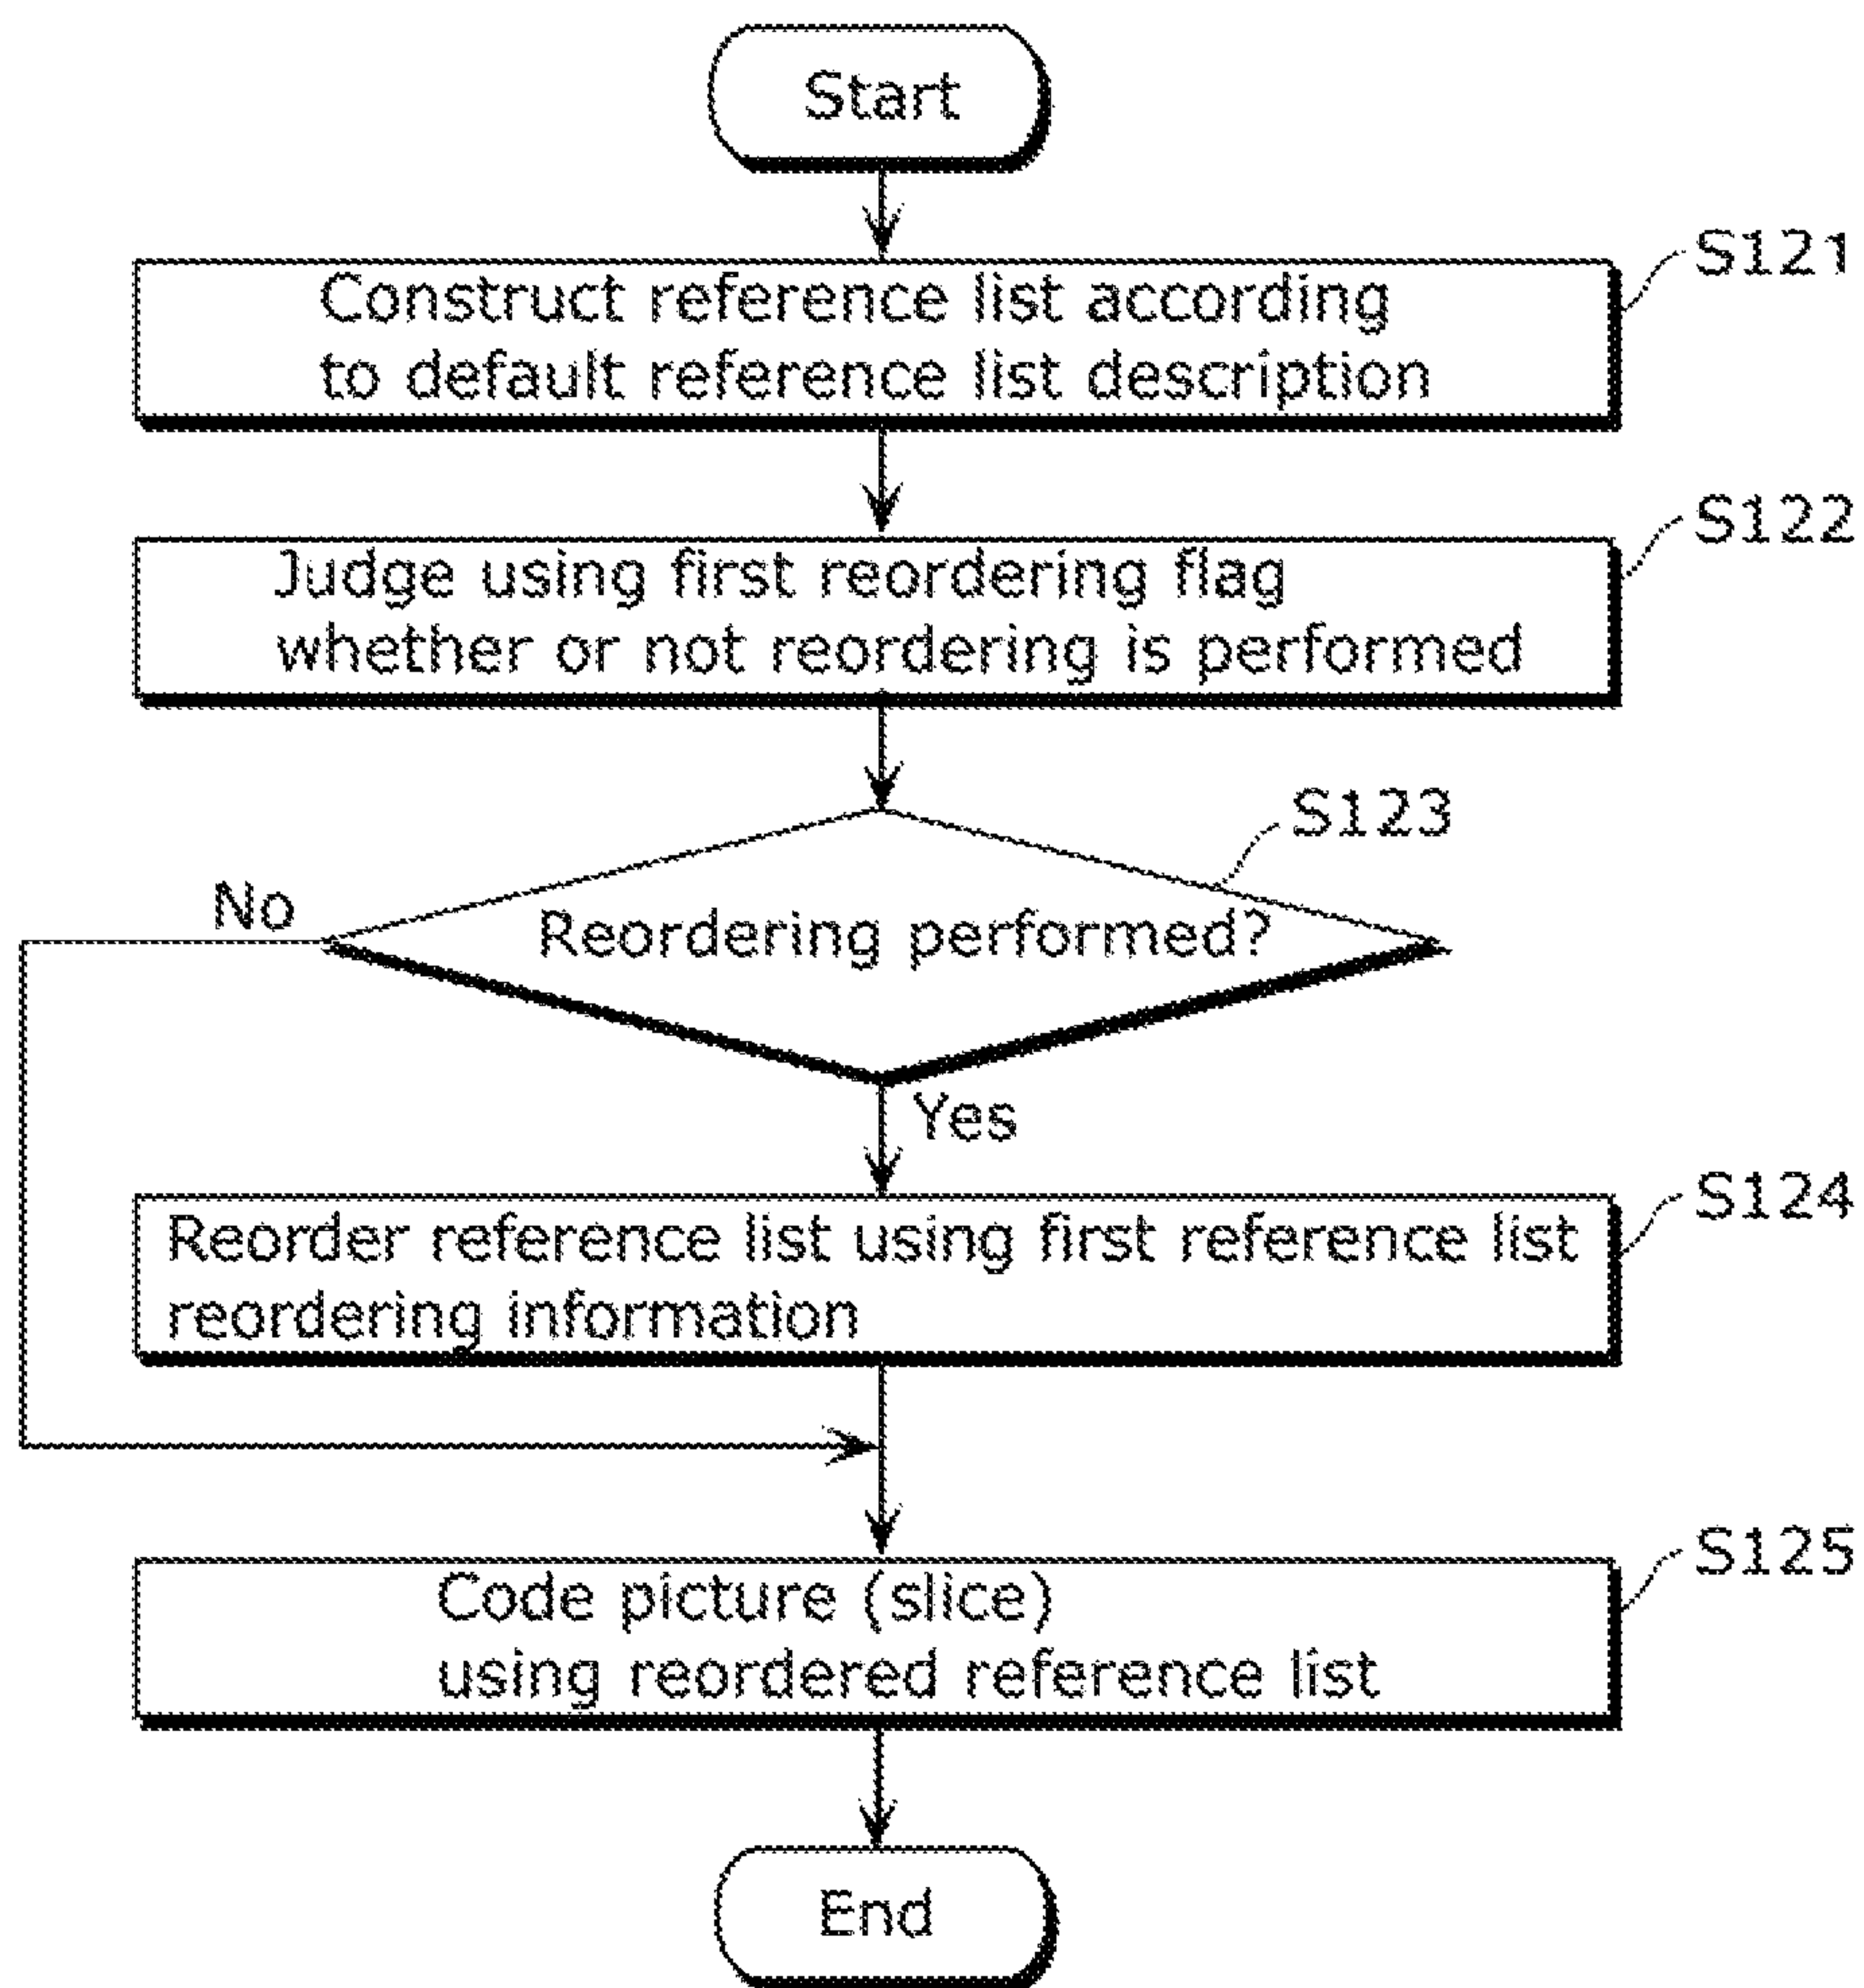 Start
S121
Construct reference list according
to default reference list description
S122
Judge using first reordering flag
whether or not reordering is performed
S123
No
Reordering performed?
Yes
S124
Reorder reference list using first reference list
reordering information
S125
Code picture (slice)
using reordered reference list
End